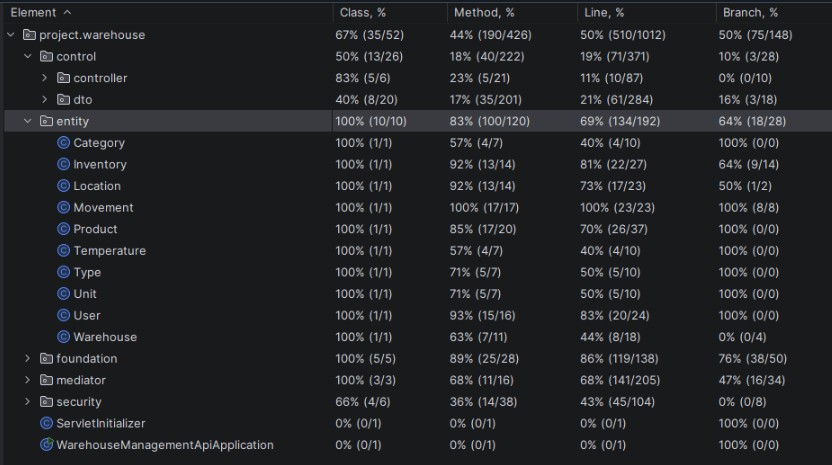 Element Class, % Method, % Line, % Branch, %
project.warehouse 67% (35/52) 44% (190/426) 50% (510/1012) 50% (75/148)
control 50% (13/26) 18% (40/222) 19% (71/371) 10% (3/28)
controller 83% (5/6) 23% (5/21) 11% (10/87) 0% (0/10)
dto 40% (8/20) 17% (35/201) 21% (61/284) 16% (3/18)
entity 100% (10/10) 83% (100/120) 69% (134/192) 64% (18/28)
Category 100% (1/1) 57% (4/7) 40% (4/10) 100% (0/0)
Inventory 100% (1/1) 92% (13/14) 81% (22/27) 64% (9/14)
Location 100% (1/1) 92% (13/14) 73% (17/23) 50% (1/2)
Movement 100% (1/1) 100% (17/17) 100% (23/23) 100% (8/8)
Product 100% (1/1) 85% (17/20) 70% (26/37) 100% (0/0)
Temperature 100% (1/1) 57% (4/7) 40% (4/10) 100% (0/0)
Type 100% (1/1) 71% (5/7) 50% (5/10) 100% (0/0)
Unit 100% (1/1) 71% (5/7) 50% (5/10) 100% (0/0)
User 100% (1/1) 93% (15/16) 83% (20/24) 100% (0/0)
Warehouse 100% (1/1) 63% (7/11) 44% (8/18) 0% (0/4)
foundation 100% (5/5) 89% (25/28) 86% (119/138) 76% (38/50)
mediator 100% (3/3) 68% (11/16) 68% (141/205) 47% (16/34)
security 66% (4/6) 36% (14/38) 43% (45/104) 0% (0/8)
ServletInitializer 0% (0/1) 0% (0/1) 0% (0/1) 100% (0/0)
WarehouseManagementApiApplication 0% (0/1) 0% (0/1) 0% (0/1) 100% (0/0)